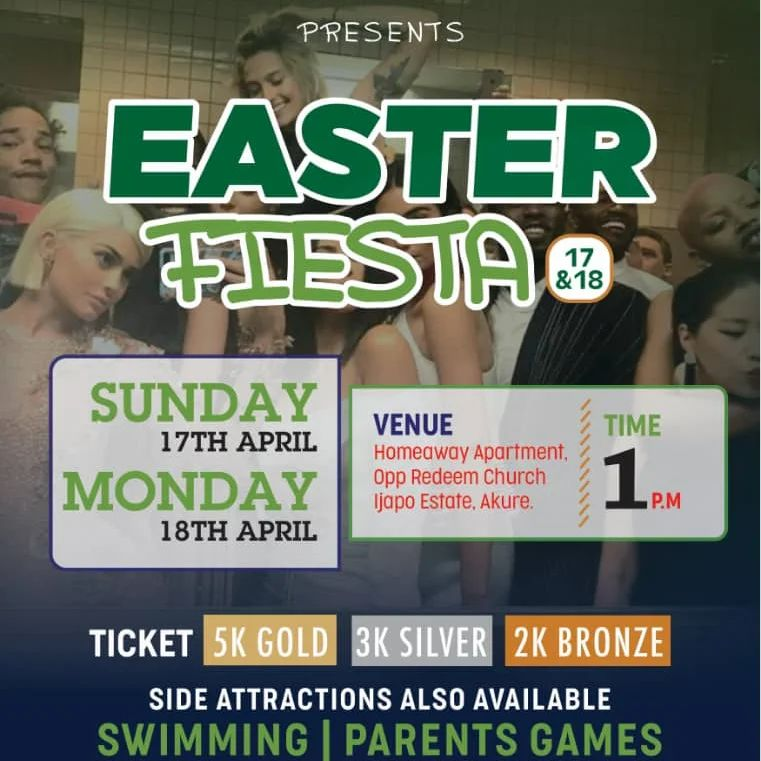 PRESENTS
EASTER
FIESTA
17
&18
SUNDAY
17TH APRIL
MONDAY
18TH APRIL
VENUE
Homeaway Apartment,
Opp Redeem Church
Ijapo Estate, Akure.
TIME
1 P.M
TICKET 5K GOLD 3K SILVER 2K BRONZE
SIDE ATTRACTIONS ALSO AVAILABLE
SWIMMING | PARENTS GAMES